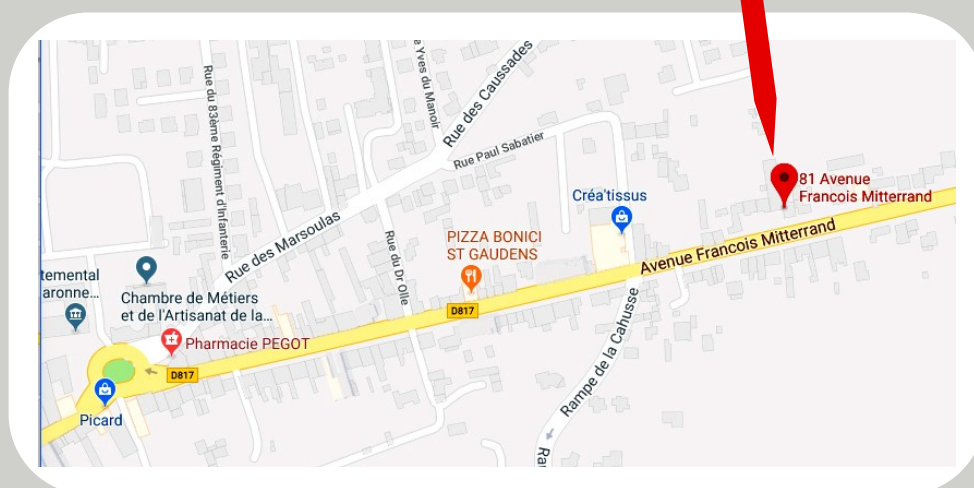 e Yves du Manoir
Rue des Caussades
Rue du 83ème Régiment d'Infanterie
Rue Paul Sabatier
81 Avenue
Francois Mitterrand
Créa'tissus
Rue des Marsoulas
Rue du Dr Olle
PIZZA BONICI
ST GAUDENS
Avenue Francois Mitterrand
temental
aronne...
Chambre de Métiers
et de l'Artisanat de la...
D817
Pharmacie PEGOT
Rampe de la Cahusse
D817
Picard
Ra